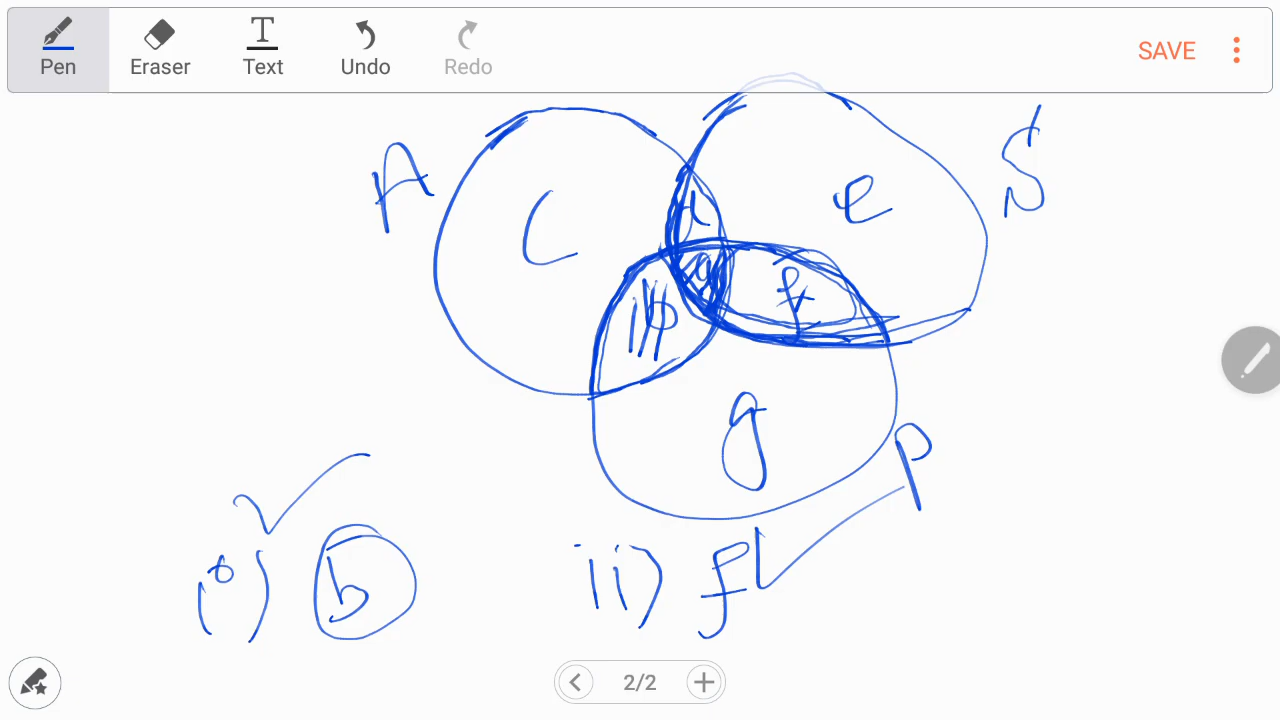 Pen Eraser Text Undo Redo SAVE
A C d e S
b a f
g P
i) b ii) f
2/2